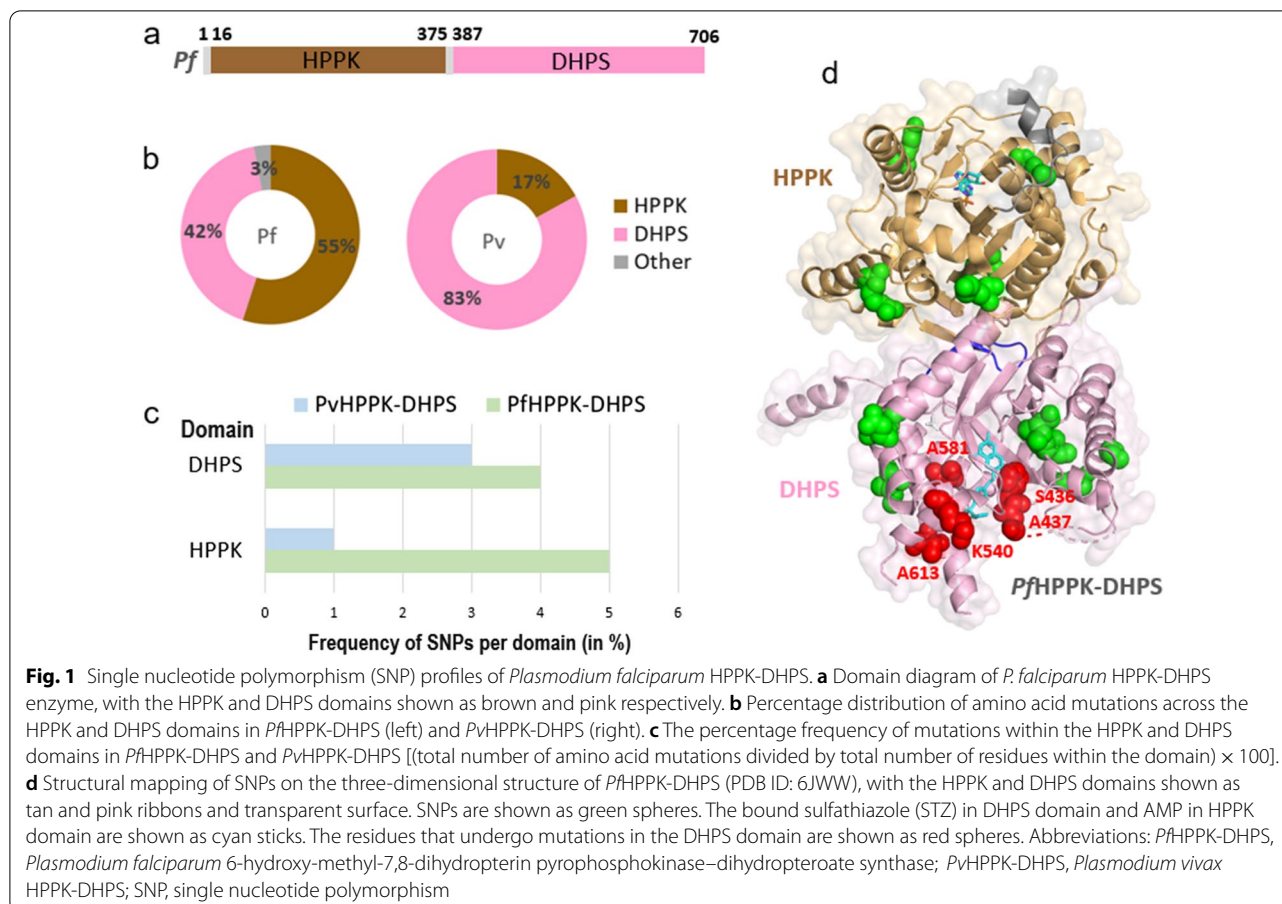 a
1 16 375 387 706
Pf HPPK DHPS
b
3%
42%
55%
Pf
17%
83%
Pv
HPPK
DHPS
Other
c
PvHPPK-DHPS PfHPPK-DHPS
Domain
DHPS
HPPK
0 1 2 3 4 5 6
Frequency of SNPs per domain (in %)
d
HPPK
DHPS
A581
S436
A437
K540
A613
PfHPPK-DHPS
Fig. 1 Single nucleotide polymorphism (SNP) profiles of Plasmodium falciparum HPPK-DHPS. a Domain diagram of P. falciparum HPPK-DHPS
enzyme, with the HPPK and DHPS domains shown as brown and pink respectively. b Percentage distribution of amino acid mutations across the
HPPK and DHPS domains in PfHPPK-DHPS (left) and PvHPPK-DHPS (right). c The percentage frequency of mutations within the HPPK and DHPS
domains in PfHPPK-DHPS and PvHPPK-DHPS [(total number of amino acid mutations divided by total number of residues within the domain) × 100].
d Structural mapping of SNPs on the three-dimensional structure of PfHPPK-DHPS (PDB ID: 6JWW), with the HPPK and DHPS domains shown as
tan and pink ribbons and transparent surface. SNPs are shown as green spheres. The bound sulfathiazole (STZ) in DHPS domain and AMP in HPPK
domain are shown as cyan sticks. The residues that undergo mutations in the DHPS domain are shown as red spheres. Abbreviations: PfHPPK-DHPS,
Plasmodium falciparum 6-hydroxy-methyl-7,8-dihydropterin pyrophosphokinase–dihydropteroate synthase; PvHPPK-DHPS, Plasmodium vivax
HPPK-DHPS; SNP, single nucleotide polymorphism